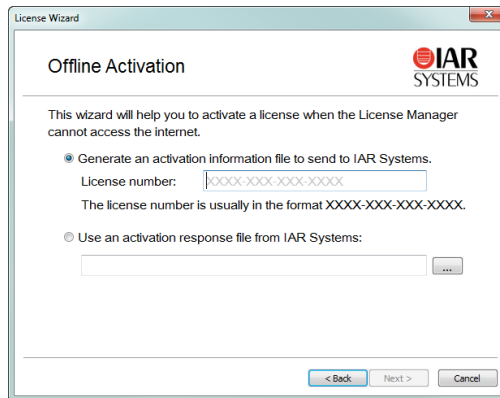 License Wizard
Offline Activation
IAR
SYSTEMS
This wizard will help you to activate a license when the License Manager
cannot access the internet.
Generate an activation information file to send to IAR Systems.
License number: XXXX-XXX-XXX-XXXX
The license number is usually in the format XXXX-XXX-XXX-XXXX.
Use an activation response file from IAR Systems:
...
< Back Next > Cancel